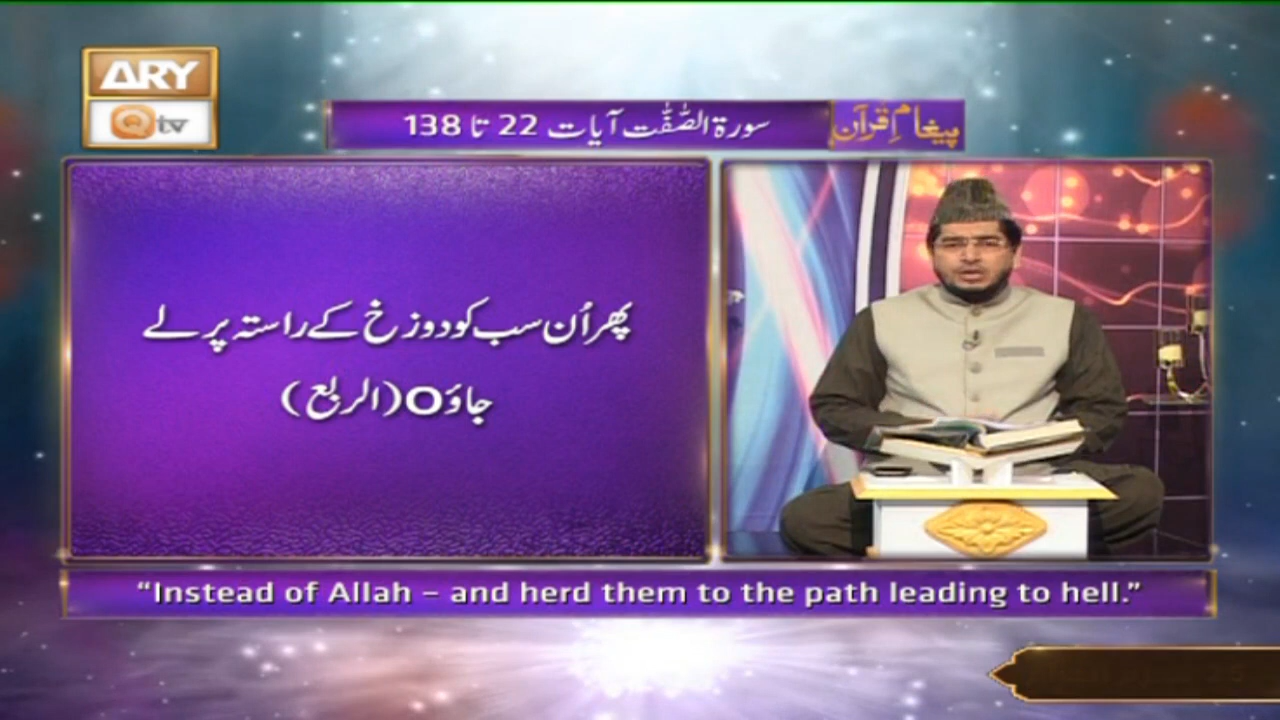 ARY
Qtv
پیغامِ قرآن
سورۃ الصّٰفّٰت آیات 22 تا 138
پھر اُن سب کو دوزخ کے راستہ پر لے
جاؤO(الربع)
“Instead of Allah – and herd them to the path leading to hell.”